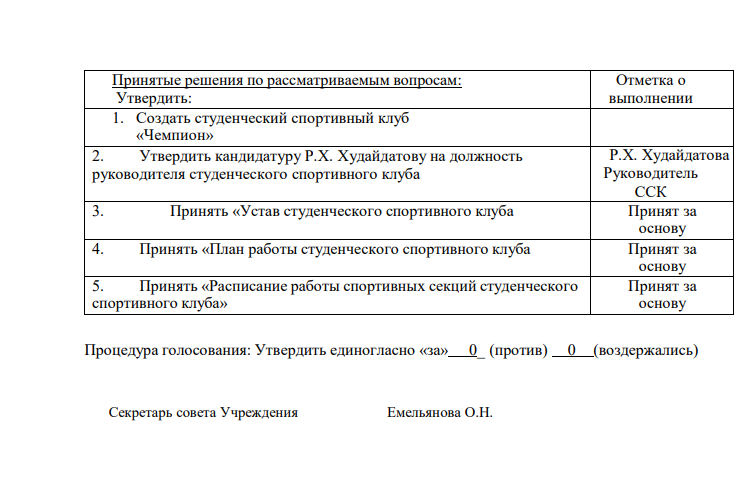 Принятые решения по рассматриваемым вопросам:
Утвердить:
Отметка о
выполнении
1. Создать студенческий спортивный клуб
«Чемпион»
2. Утвердить кандидатуру Р.Х. Худайдатову на должность
руководителя студенческого спортивного клуба
Р.Х. Худайдатова
Руководитель
ССК
3. Принять «Устав студенческого спортивного клуба
Принят за
основу
4. Принять «План работы студенческого спортивного клуба
Принят за
основу
5. Принять «Расписание работы спортивных секций студенческого
спортивного клуба»
Принят за
основу
Процедура голосования: Утвердить единогласно «за»___0_ (против) __0__(воздержались)
Секретарь совета Учреждения Емельянова О.Н.